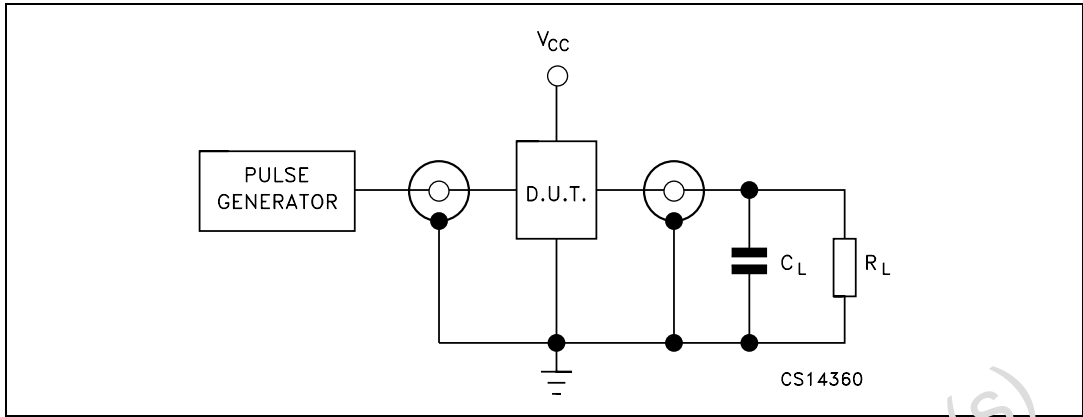 VCC
PULSE
GENERATOR
D.U.T.
CL
RL
CS14360
(s)